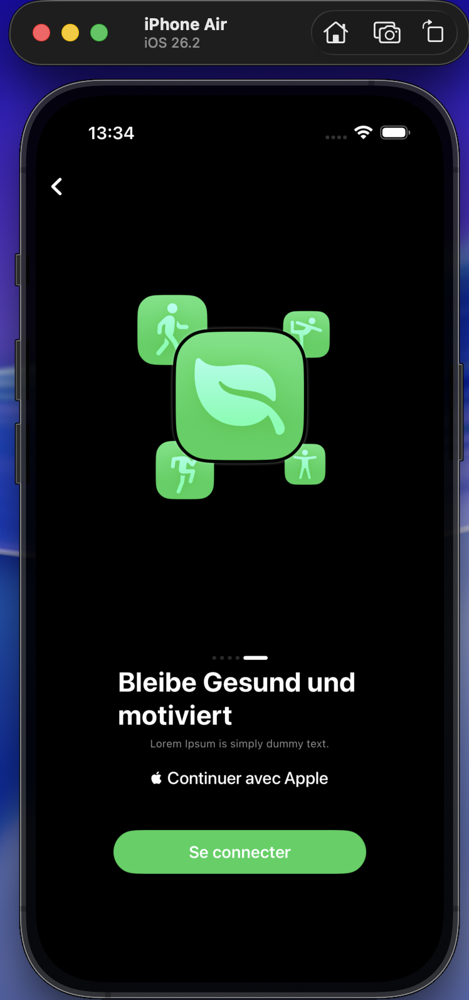 iPhone Air
iOS 26.2
13:34
Bleibe Gesund und
motiviert
Lorem Ipsum is simply dummy text.
Continuer avec Apple
Se connecter